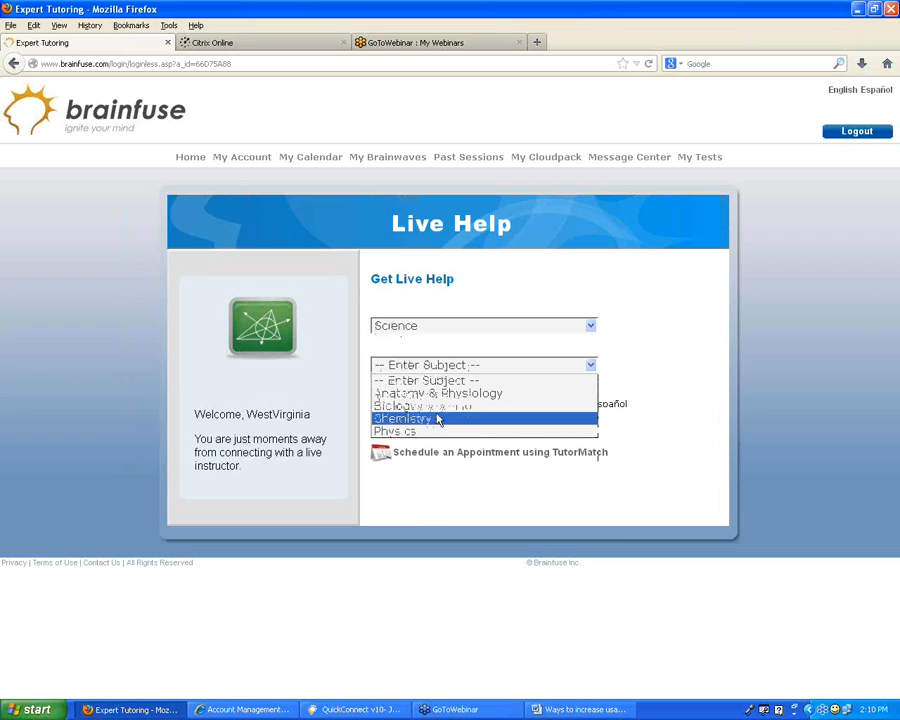 Expert Tutoring - Mozilla Firefox
File Edit View History Bookmarks Tools Help
Expert Tutoring
Citrix Online
GoToWebinar : My Webinars
www.brainfuse.com/login/loginless.asp?a_id=66D75A88
Google
brainfuse
ignite your mind
English Español
Logout
Home My Account My Calendar My Brainwaves Past Sessions My Cloudpack Message Center My Tests
Live Help
Get Live Help
Science
-- Enter Subject --
-- Enter Subject --
Anatomy & Physiology
Biology
Chemistry
Physics
spañol
Schedule an Appointment using TutorMatch
Welcome, WestVirginia
You are just moments away
from connecting with a live
instructor.
Privacy | Terms of Use | Contact Us | All Rights Reserved
© Brainfuse Inc.
start
Expert Tutoring - Moz...
Account Management...
QuickConnect v10- J...
GoToWebinar
Ways to increase usa...
2:10 PM